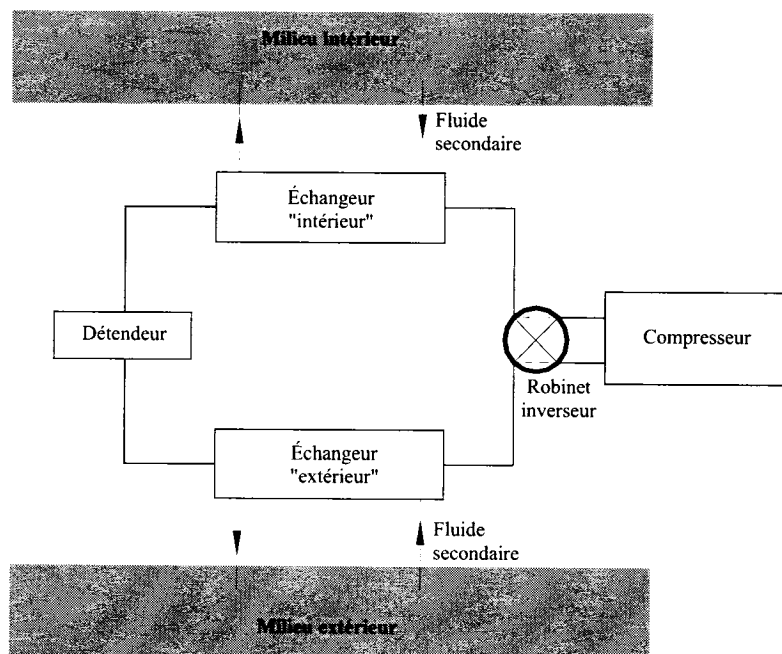 Milieu intérieur
Fluide
secondaire
Échangeur
"intérieur"
Détendeur
Compresseur
Robinet
inverseur
Échangeur
"extérieur"
Fluide
secondaire
Milieu extérieur